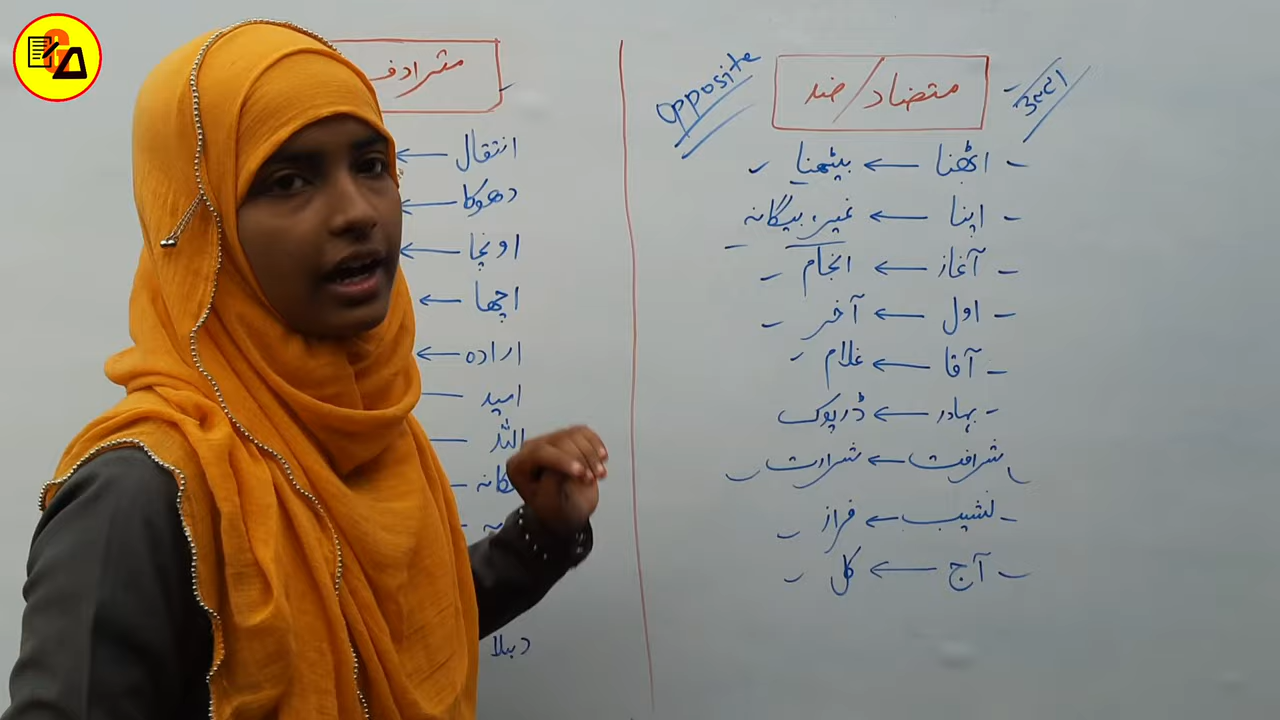 متضاد/ضد
Opposite
اٹھنا ← بیٹھنا
اپنا ← غیر، بیگانہ
آغاز ← انجام
اول ← آخر
آقا ← غلام
بہادر ← ڈرپوک
شرافت ← شرارت
نشیب ← فراز
آج ← کل
مترادف
انتقال ←
دھوکا ←
اونچا ←
اچھا ←
ارادہ ←
امید
دبلا